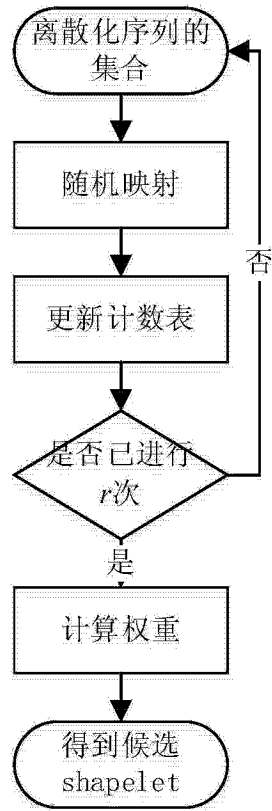 离散化序列的
集合
随机映射
更新计数表
否
是否已进行
r次
是
计算权重
得到候选
shapelet